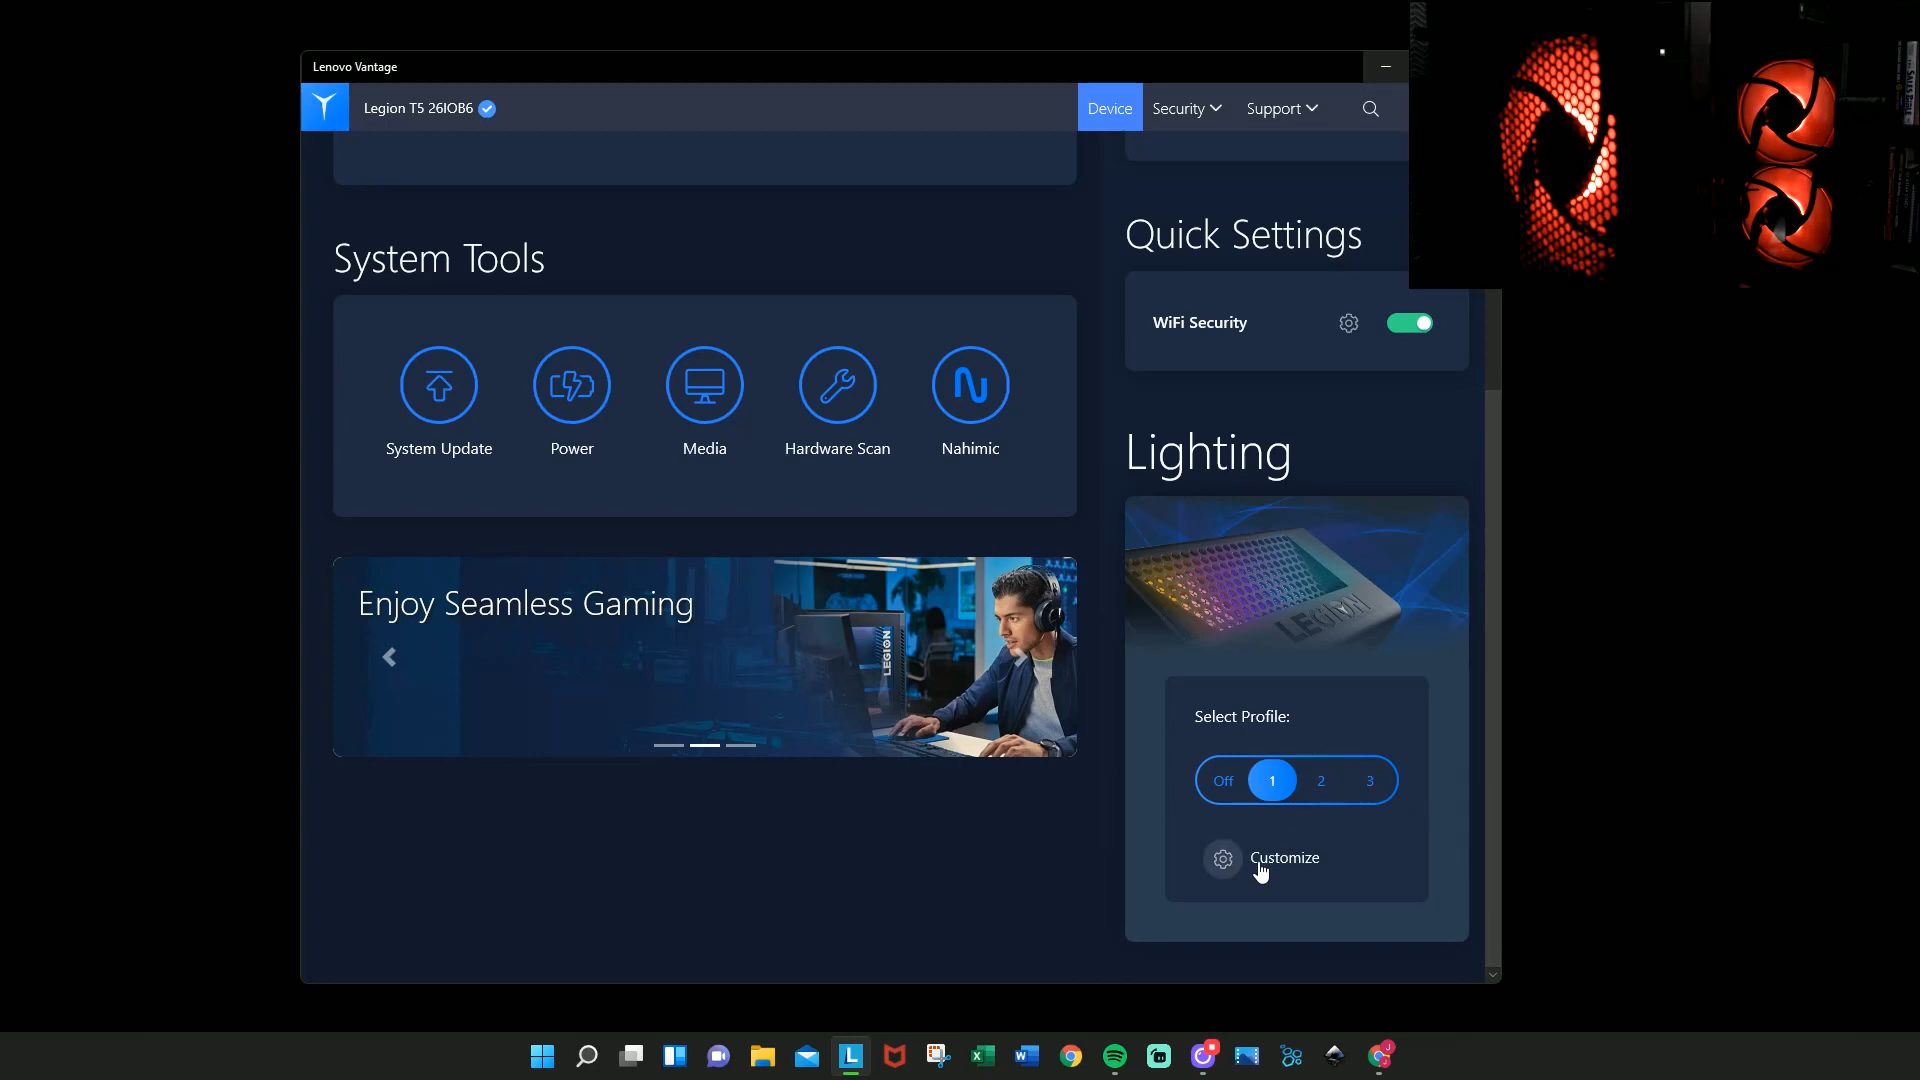 Lenovo Vantage
Legion T5 26IOB6
Device
Security
Support
System Tools
System Update
Power
Media
Hardware Scan
Nahimic
Enjoy Seamless Gaming
LEGION
Quick Settings
WiFi Security
Lighting
LEGION
Select Profile:
Off 1 2 3
Customize